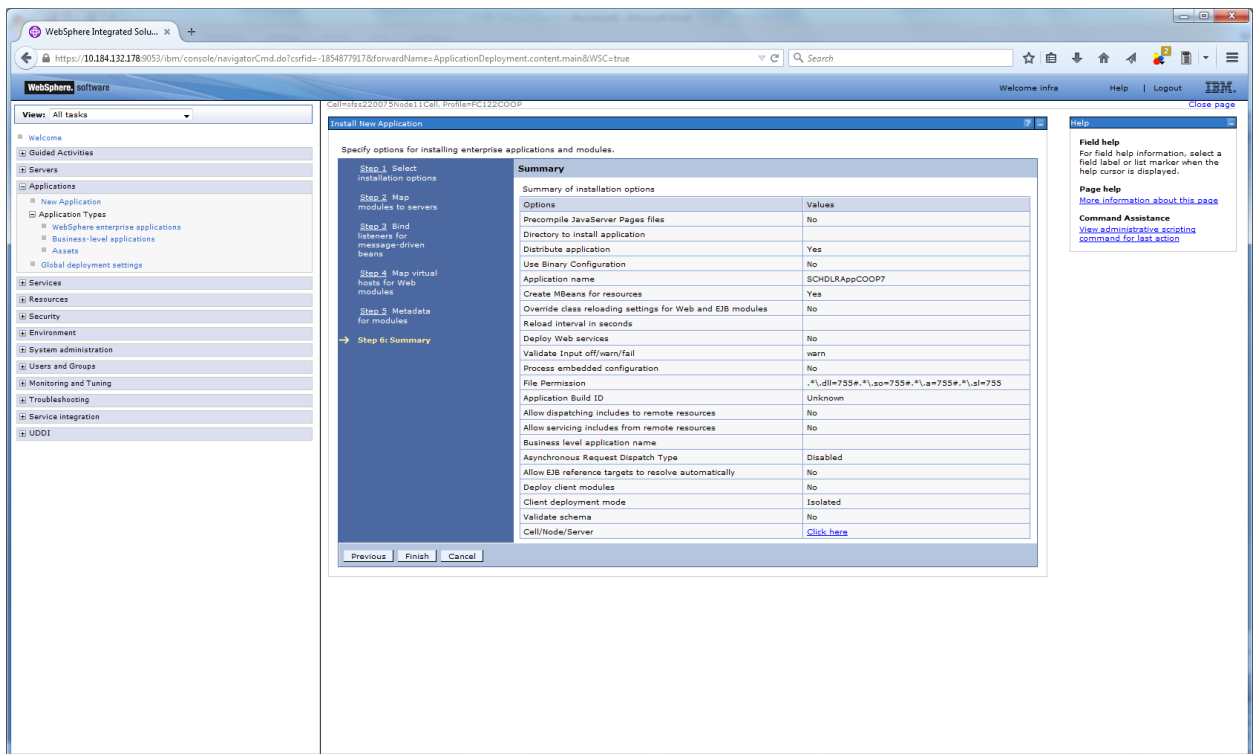 WebSphere Integrated Solu... × +
https://10.184.132.178:9053/ibm/console/navigatorCmd.do?csrfid=-1854877917&forwardName=ApplicationDeployment.content.main&WSC=true
Search
2
WebSphere. software
Welcome infra
Help | Logout
IBM.
View: All tasks
Welcome
Guided Activities
Servers
Applications
New Application
Application Types
WebSphere enterprise applications
Business-level applications
Assets
Global deployment settings
Services
Resources
Security
Environment
System administration
Users and Groups
Monitoring and Tuning
Troubleshooting
Service integration
UDDI
Cell=ofss220075Node11Cell, Profile=FC122COOP
Close page
Install New Application ? –
Specify options for installing enterprise applications and modules.
Step 1 Select
installation options
Step 2 Map
modules to servers
Step 3 Bind
listeners for
message-driven
beans
Step 4 Map virtual
hosts for Web
modules
Step 5 Metadata
for modules
→ Step 6: Summary
Summary
Summary of installation options
Options Values
Precompile JavaServer Pages files No
Directory to install application
Distribute application Yes
Use Binary Configuration No
Application name SCHDLRAppCOOP7
Create MBeans for resources Yes
Override class reloading settings for Web and EJB modules No
Reload interval in seconds
Deploy Web services No
Validate Input off/warn/fail warn
Process embedded configuration No
File Permission .*\.dll=755#.*\.so=755#.*\.a=755#.*\.sl=755
Application Build ID Unknown
Allow dispatching includes to remote resources No
Allow servicing includes from remote resources No
Business level application name
Asynchronous Request Dispatch Type Disabled
Allow EJB reference targets to resolve automatically No
Deploy client modules No
Client deployment mode Isolated
Validate schema No
Cell/Node/Server Click here
Previous Finish Cancel
Help –
Field help
For field help information, select a
field label or list marker when the
help cursor is displayed.
Page help
More information about this page
Command Assistance
View administrative scripting
command for last action